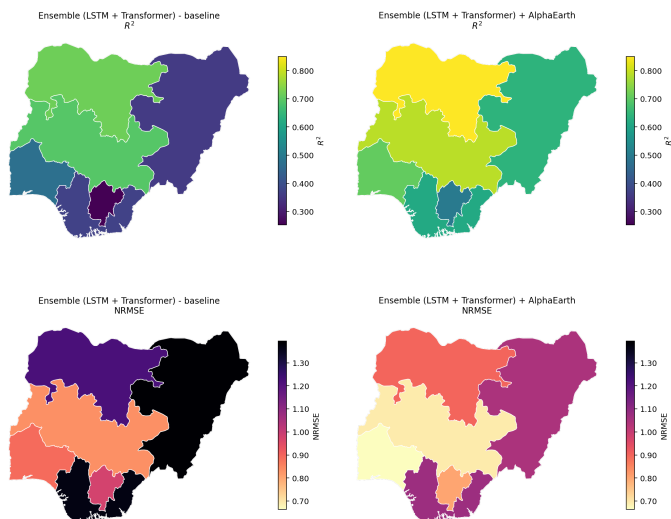 Ensemble (LSTM + Transformer) - baseline
R²
0.800
0.700
0.600
0.500
0.400
0.300
R²
Ensemble (LSTM + Transformer) + AlphaEarth
R²
0.800
0.700
0.600
0.500
0.400
0.300
R²
Ensemble (LSTM + Transformer) - baseline
NRMSE
1.30
1.20
1.10
1.00
0.90
0.80
0.70
NRMSE
Ensemble (LSTM + Transformer) + AlphaEarth
NRMSE
1.30
1.20
1.10
1.00
0.90
0.80
0.70
NRMSE